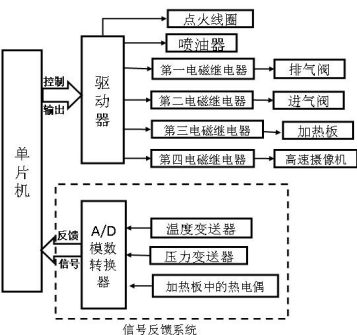 点火线圈
喷油器
第一电磁继电器
排气阀
控制
输出
驱动器
第二电磁继电器
进气阀
第三电磁继电器
加热板
第四电磁继电器
高速摄像机
单片机
反馈
信号
A/D
模数
转换
器
温度变送器
压力变送器
加热板中的热电偶
信号反馈系统